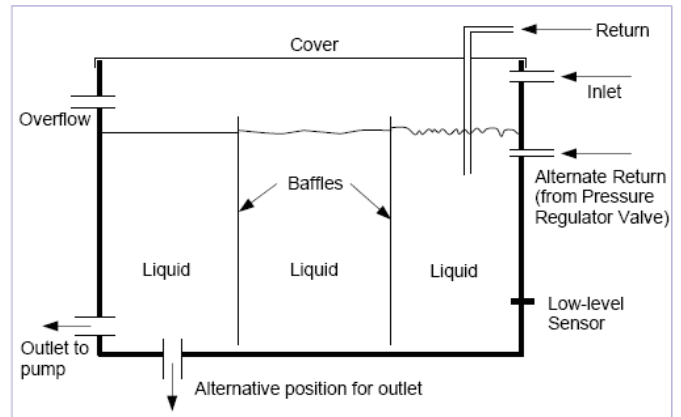 Cover
Return
Inlet
Overflow
Baffles
Alternate Return
(from Pressure
Regulator Valve)
Liquid
Liquid
Liquid
Low-level
Sensor
Outlet to
pump
Alternative position for outlet